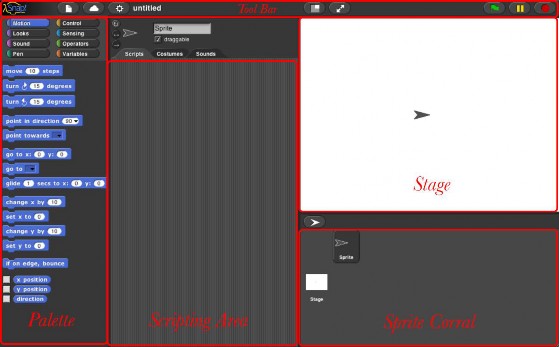 Snap!
untitled
Tool Bar
Motion
Control
Looks
Sensing
Sound
Operators
Pen
Variables
Sprite
draggable
Scripts
Costumes
Sounds
move 10 steps
turn 15 degrees
turn 15 degrees
point in direction 90
point towards
go to x: 0 y: 0
go to
glide 1 secs to x: 0 y: 0
change x by 10
set x to 0
change y by 10
set y to 0
if on edge, bounce
x position
y position
direction
Palette
Scripting Area
Stage
Sprite
Stage
Sprite Corral